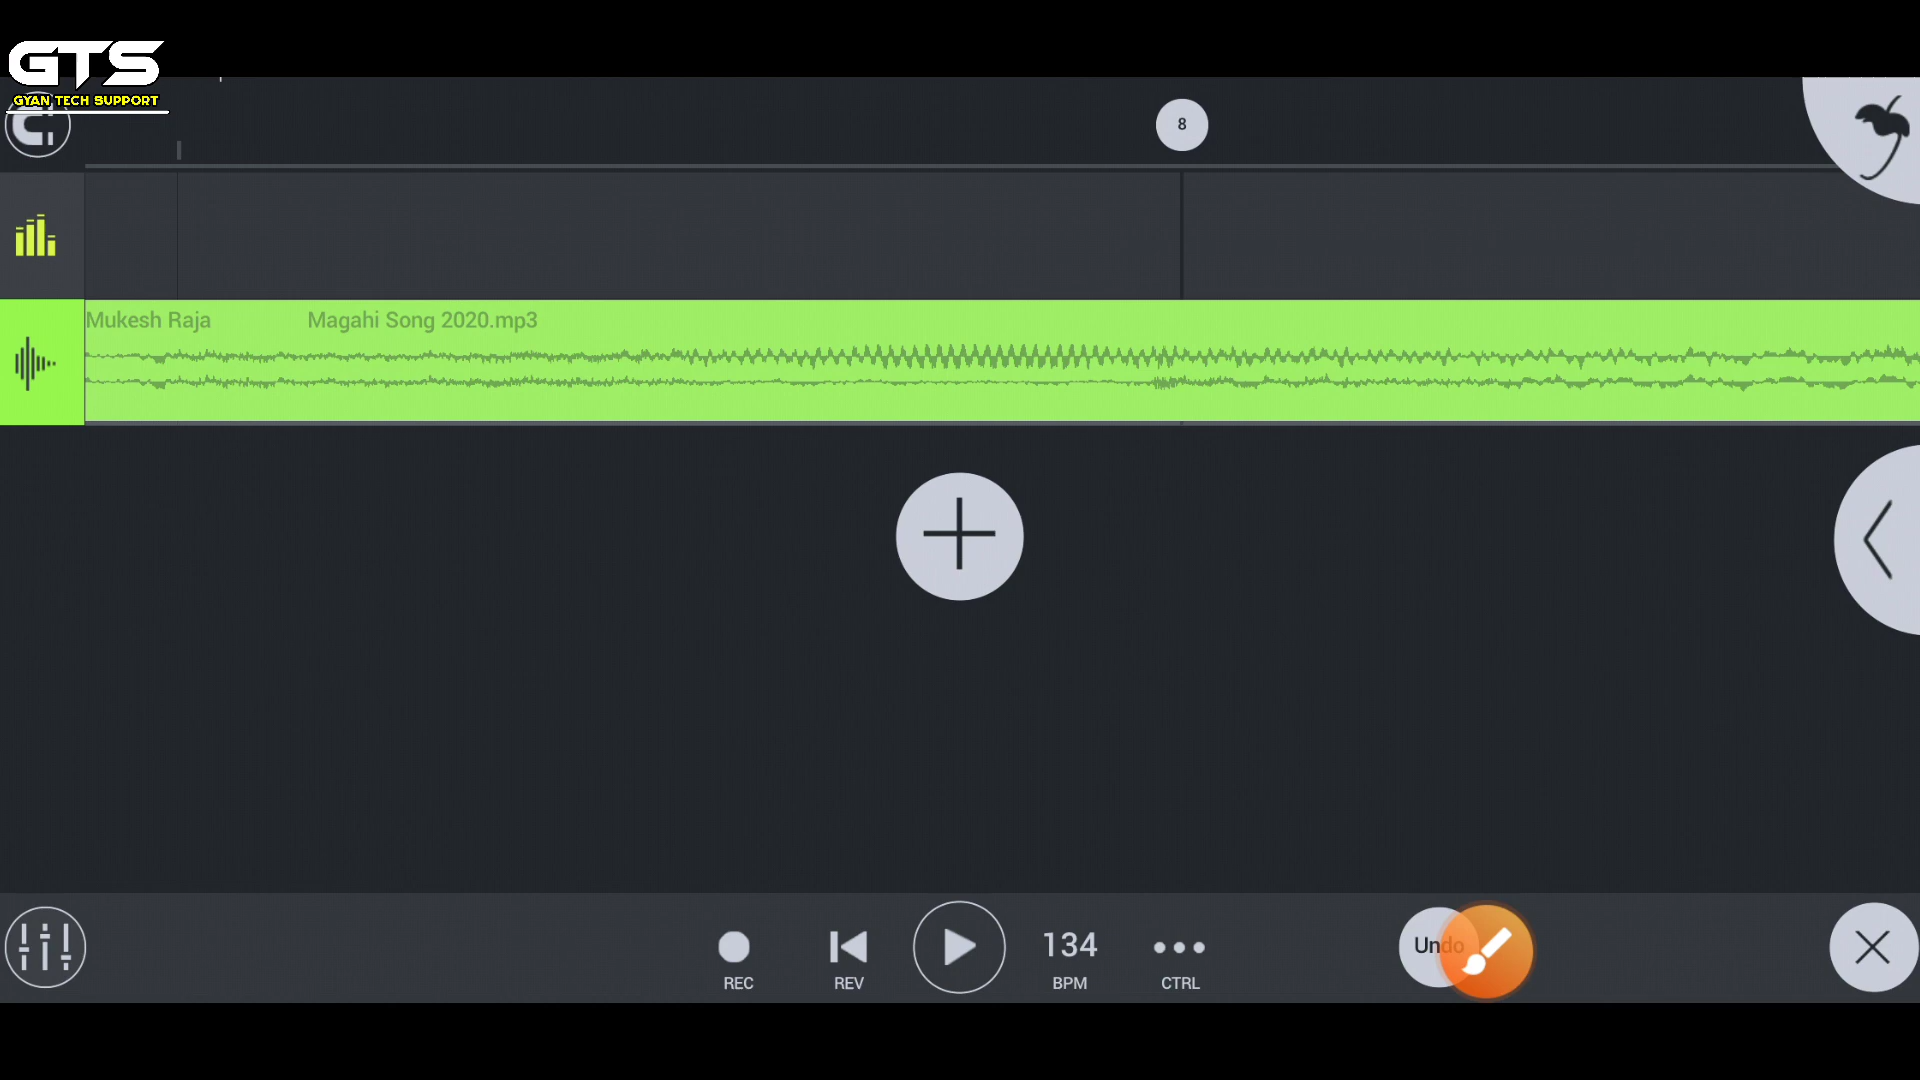 GTS
GYAN TECH SUPPORT
8
Mukesh Raja Magahi Song 2020.mp3
134
Undo
REC
REV
BPM
CTRL